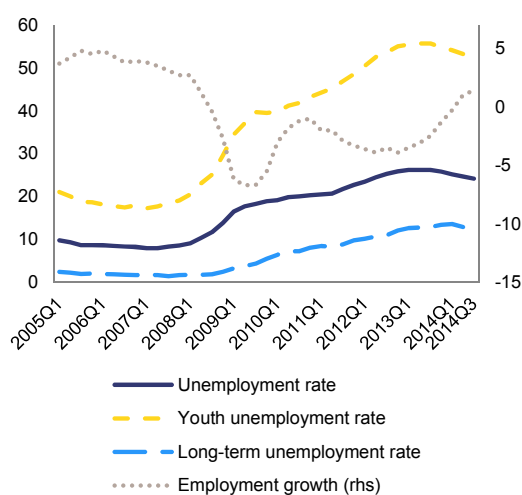 60
50
40
30
20
10
0
5
0
-5
-10
-15
2005Q1
2006Q1
2007Q1
2008Q1
2009Q1
2010Q1
2011Q1
2012Q1
2013Q1
2014Q1
2014Q3
Unemployment rate
Youth unemployment rate
Long-term unemployment rate
Employment growth (rhs)